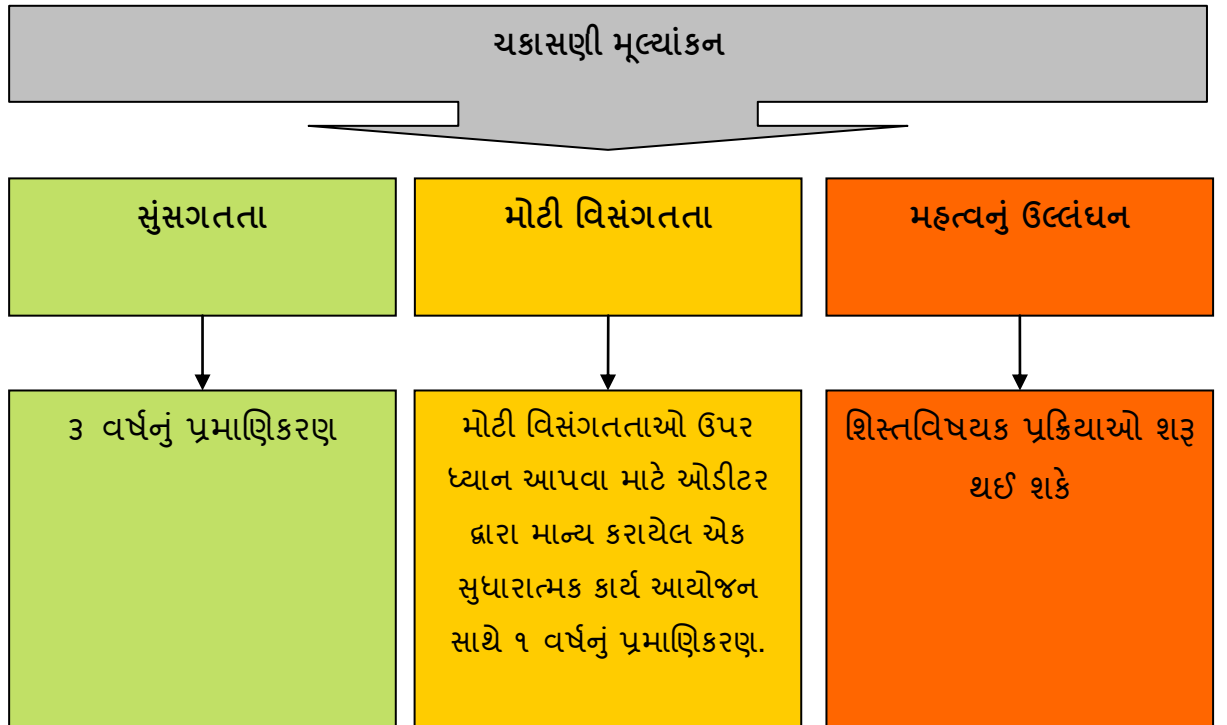 ચકાસણી મૂલ્યાંકન
સુંસગતતા
મોટી વિસંગતતા
મહત્વનું ઉલ્લંઘન
૩ વર્ષનું પ્રમાણિકરણ
મોટી વિસંગતતાઓ ઉપર
ધ્યાન આપવા માટે ઓડીટર
દ્વારા માન્ય કરાયેલ એક
સુધારાત્મક કાર્ય આયોજન
સાથે ૧ વર્ષનું પ્રમાણિકરણ.
શિસ્તવિષયક પ્રક્રિયાઓ શરૂ
થઈ શકે